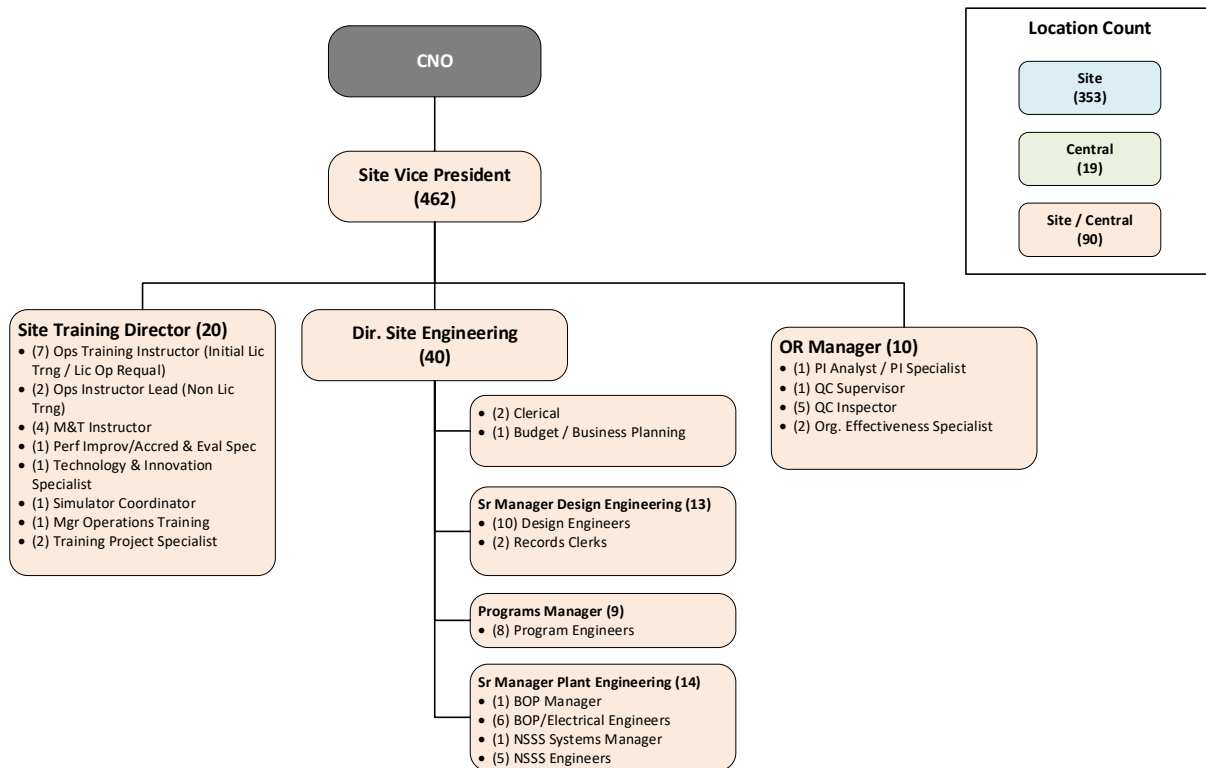 CNO
Location Count
Site
(353)
Central
(19)
Site / Central
(90)
Site Vice President
(462)
Site Training Director (20)
• (7) Ops Training Instructor (Initial Lic
Trng / Lic Op Requal)
• (2) Ops Instructor Lead (Non Lic
Trng)
• (4) M&T Instructor
• (1) Perf Improv/Accred & Eval Spec
• (1) Technology & Innovation
Specialist
• (1) Simulator Coordinator
• (1) Mgr Operations Training
• (2) Training Project Specialist
Dir. Site Engineering
(40)
• (2) Clerical
• (1) Budget / Business Planning
Sr Manager Design Engineering (13)
• (10) Design Engineers
• (2) Records Clerks
Programs Manager (9)
• (8) Program Engineers
Sr Manager Plant Engineering (14)
• (1) BOP Manager
• (6) BOP/Electrical Engineers
• (1) NSSS Systems Manager
• (5) NSSS Engineers
OR Manager (10)
• (1) PI Analyst / PI Specialist
• (1) QC Supervisor
• (5) QC Inspector
• (2) Org. Effectiveness Specialist